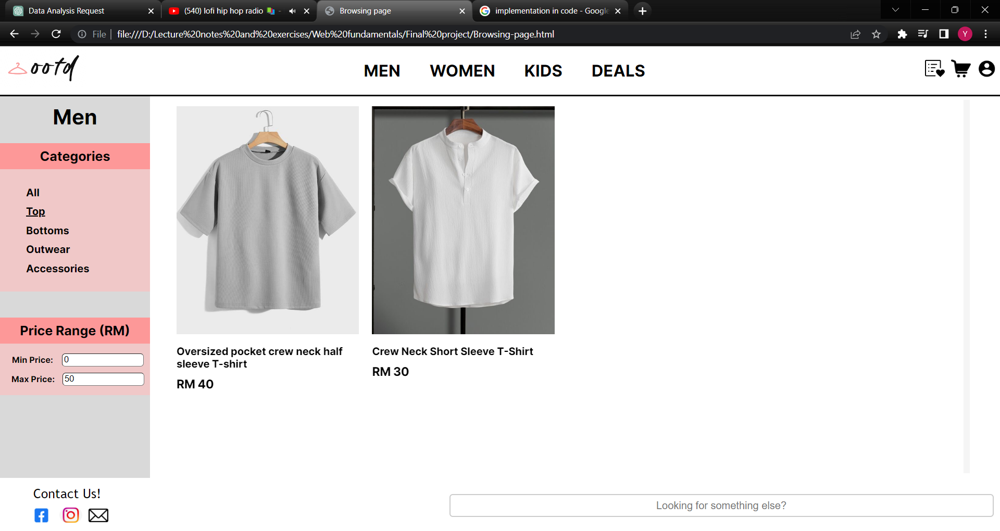 Data Analysis Request
(540) lofi hip hop radio
Browsing page
implementation in code - Google
File
file:///D:/Lecture%20notes%20and%20exercises/Web%20fundamentals/Final%20project/Browsing-page.html
Y
ootd
MEN WOMEN KIDS DEALS
Men
Categories
All
Top
Bottoms
Outwear
Accessories
Price Range (RM)
Min Price: 0
Max Price: 50
Oversized pocket crew neck half
sleeve T-shirt
RM 40
Crew Neck Short Sleeve T-Shirt
RM 30
Contact Us!
Looking for something else?